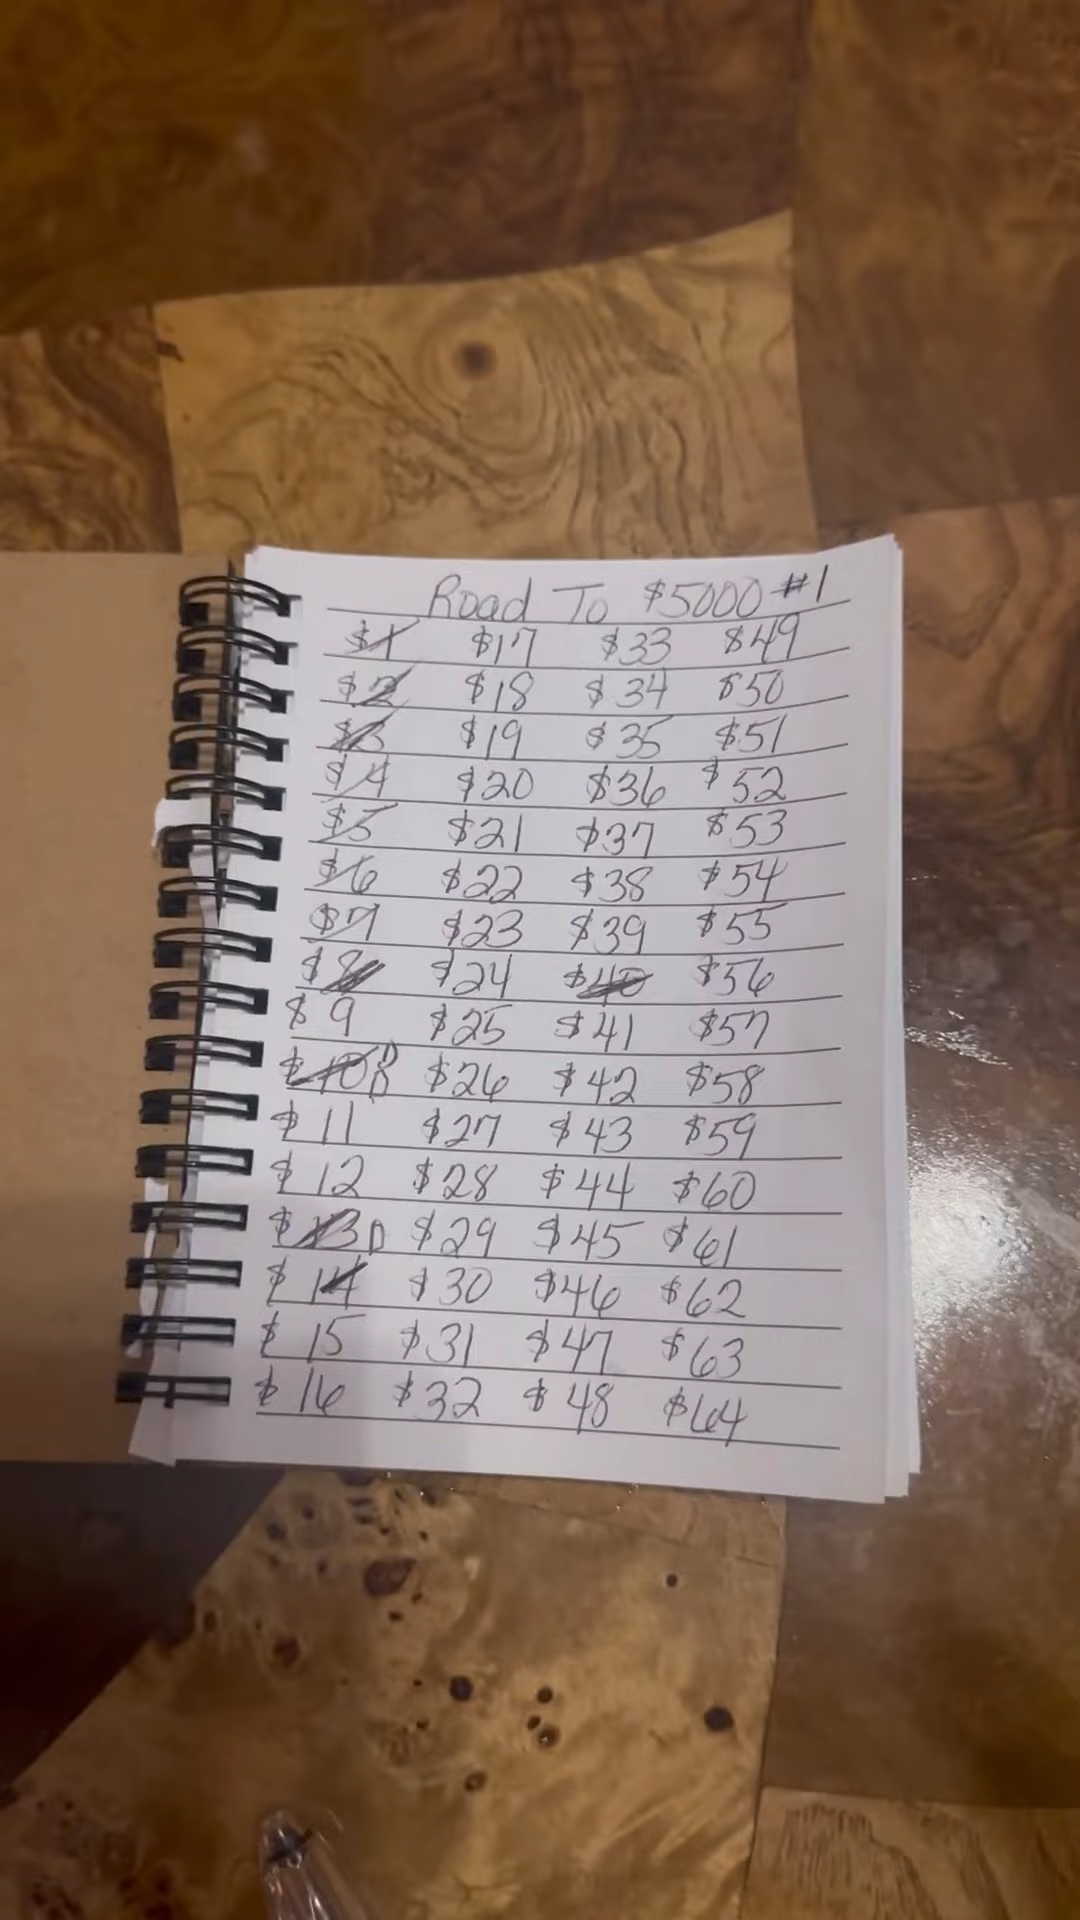 Road To $5000 #1
$1 $17 $33 $49
$2 $18 $34 $50
$3 $19 $35 $51
$4 $20 $36 $52
$5 $21 $37 $53
$6 $22 $38 $54
$7 $23 $39 $55
$8 $24 $40 $56
$9 $25 $41 $57
$10 $26 $42 $58
$11 $27 $43 $59
$12 $28 $44 $60
$13 D $29 $45 $61
$14 $30 $46 $62
$15 $31 $47 $63
$16 $32 $48 $64